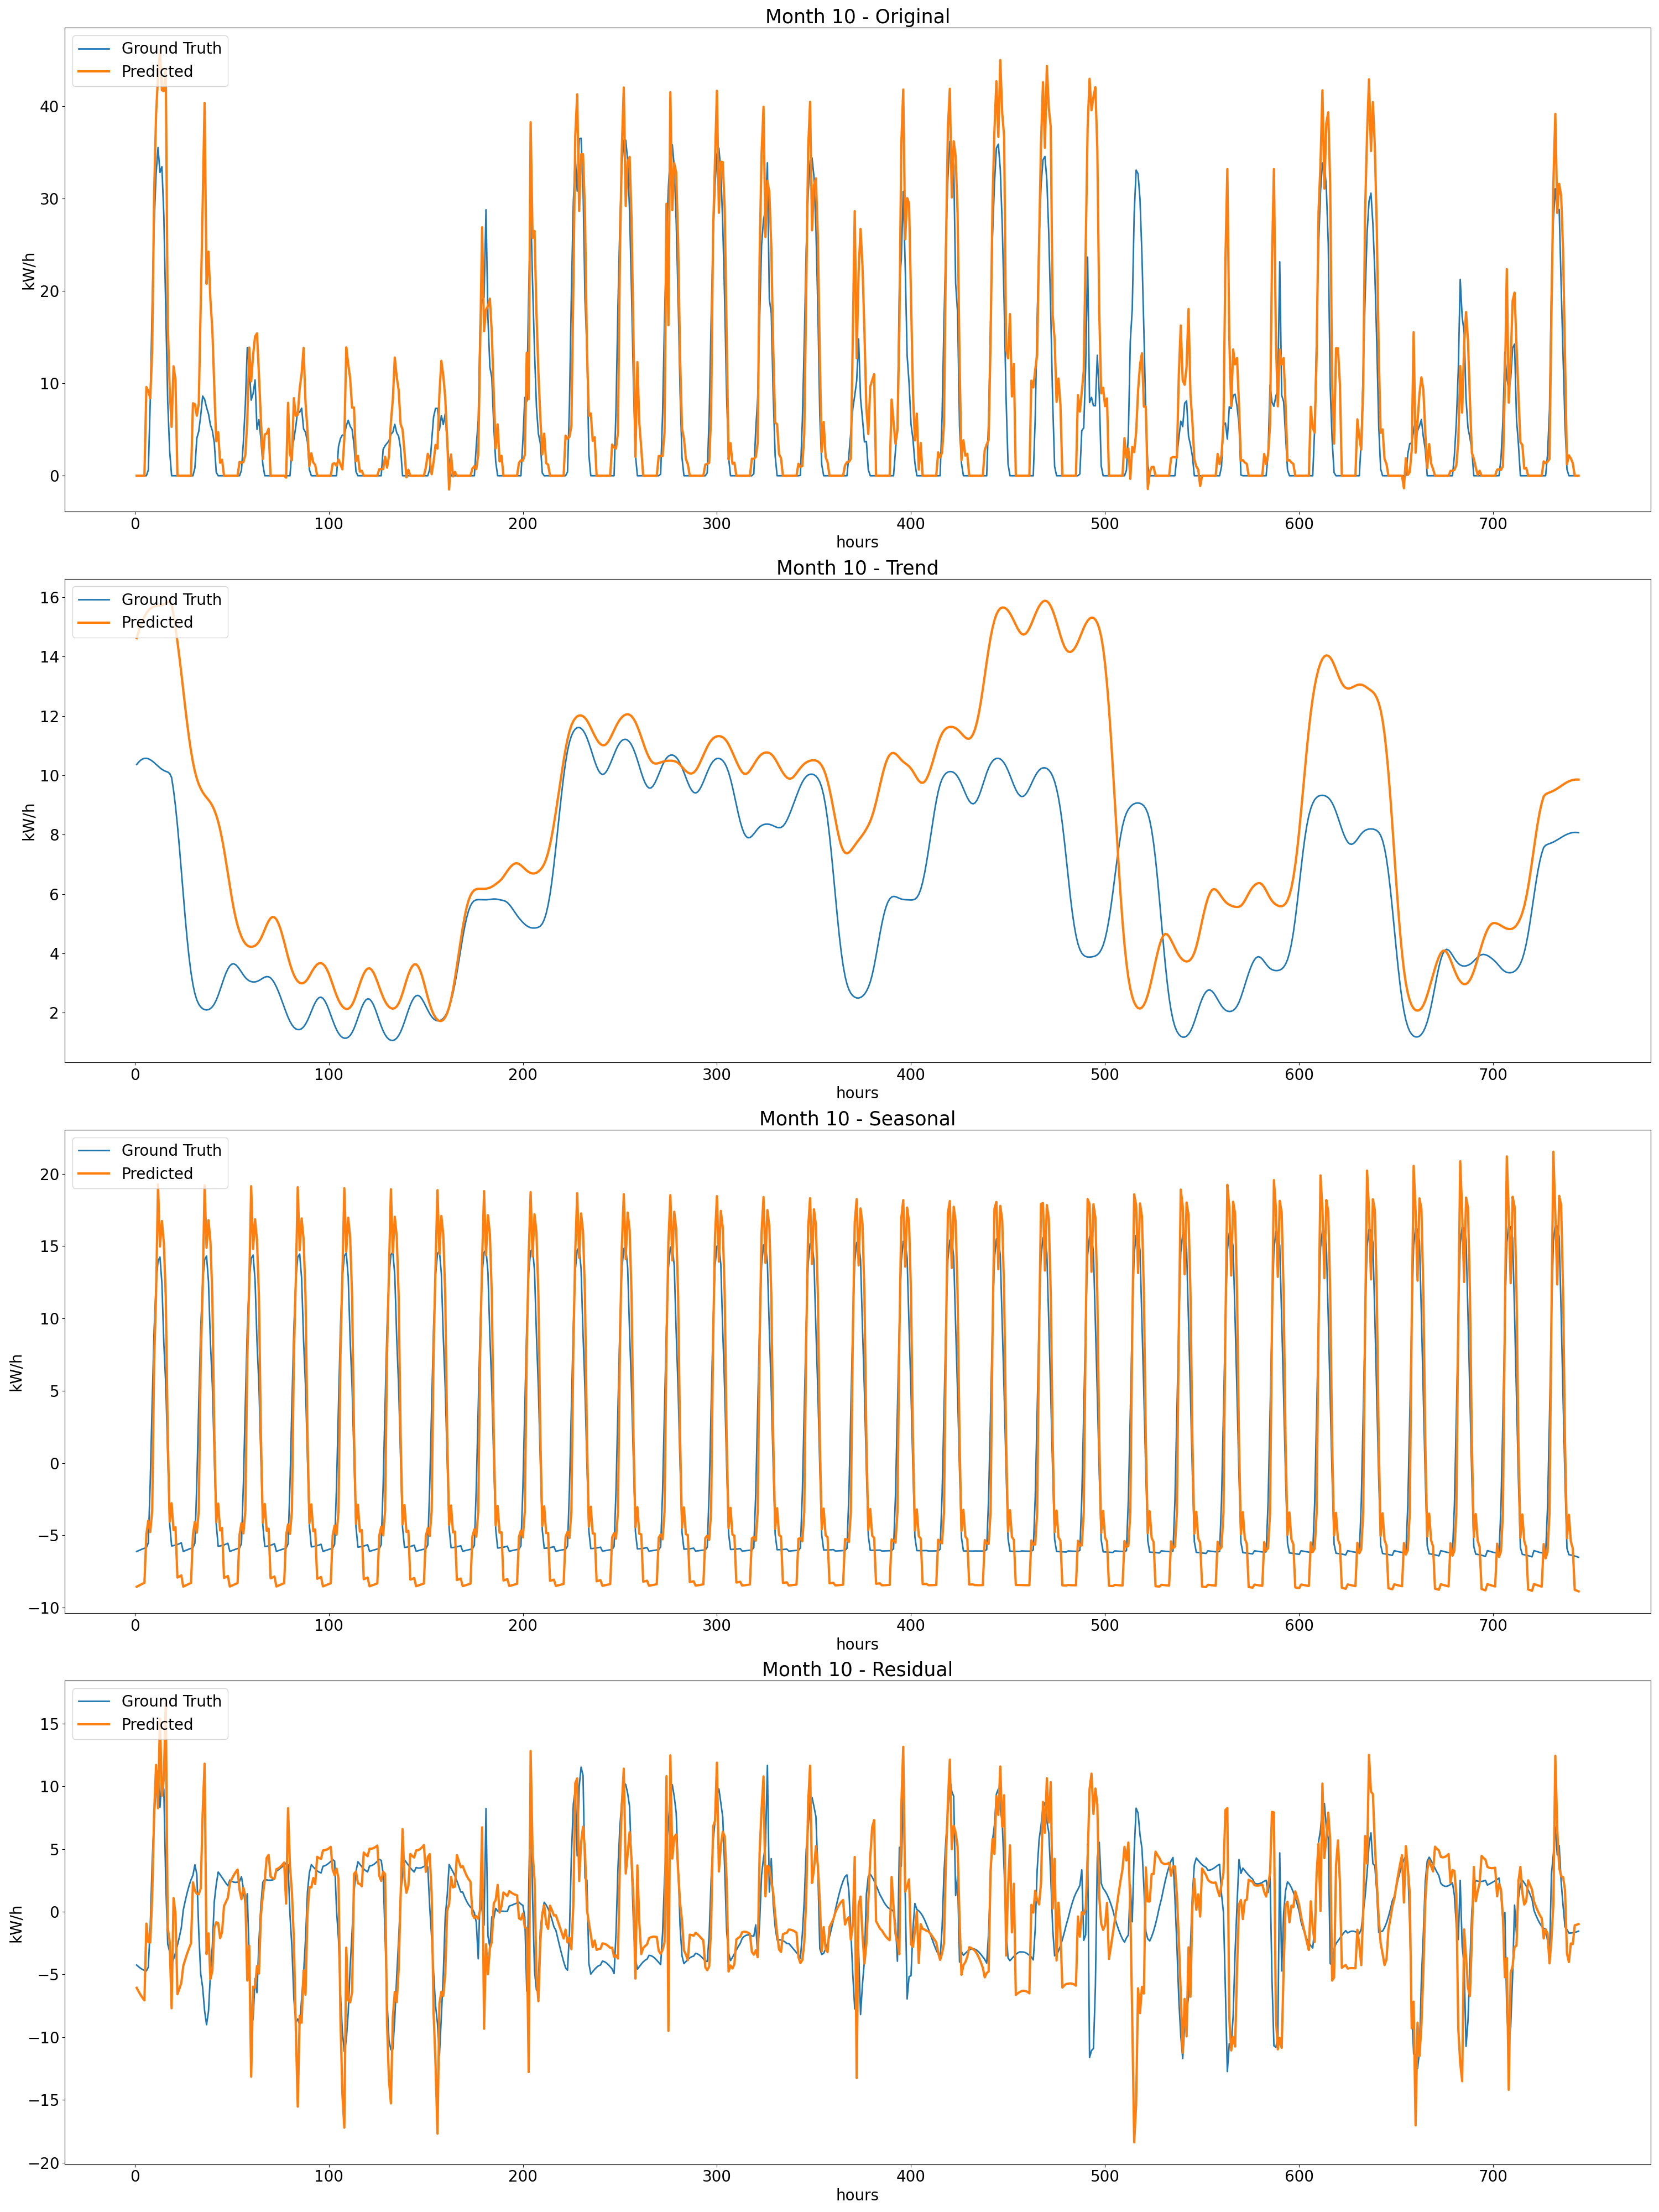 Month 10 - Original
Ground Truth
Predicted
kW/h
40
30
20
10
0
0 100 200 300 400 500 600 700
hours
Month 10 - Trend
Ground Truth
Predicted
kW/h
16
14
12
10
8
6
4
2
0 100 200 300 400 500 600 700
hours
Month 10 - Seasonal
Ground Truth
Predicted
kW/h
20
15
10
5
0
−5
−10
0 100 200 300 400 500 600 700
hours
Month 10 - Residual
Ground Truth
Predicted
kW/h
15
10
5
0
−5
−10
−15
−20
0 100 200 300 400 500 600 700
hours